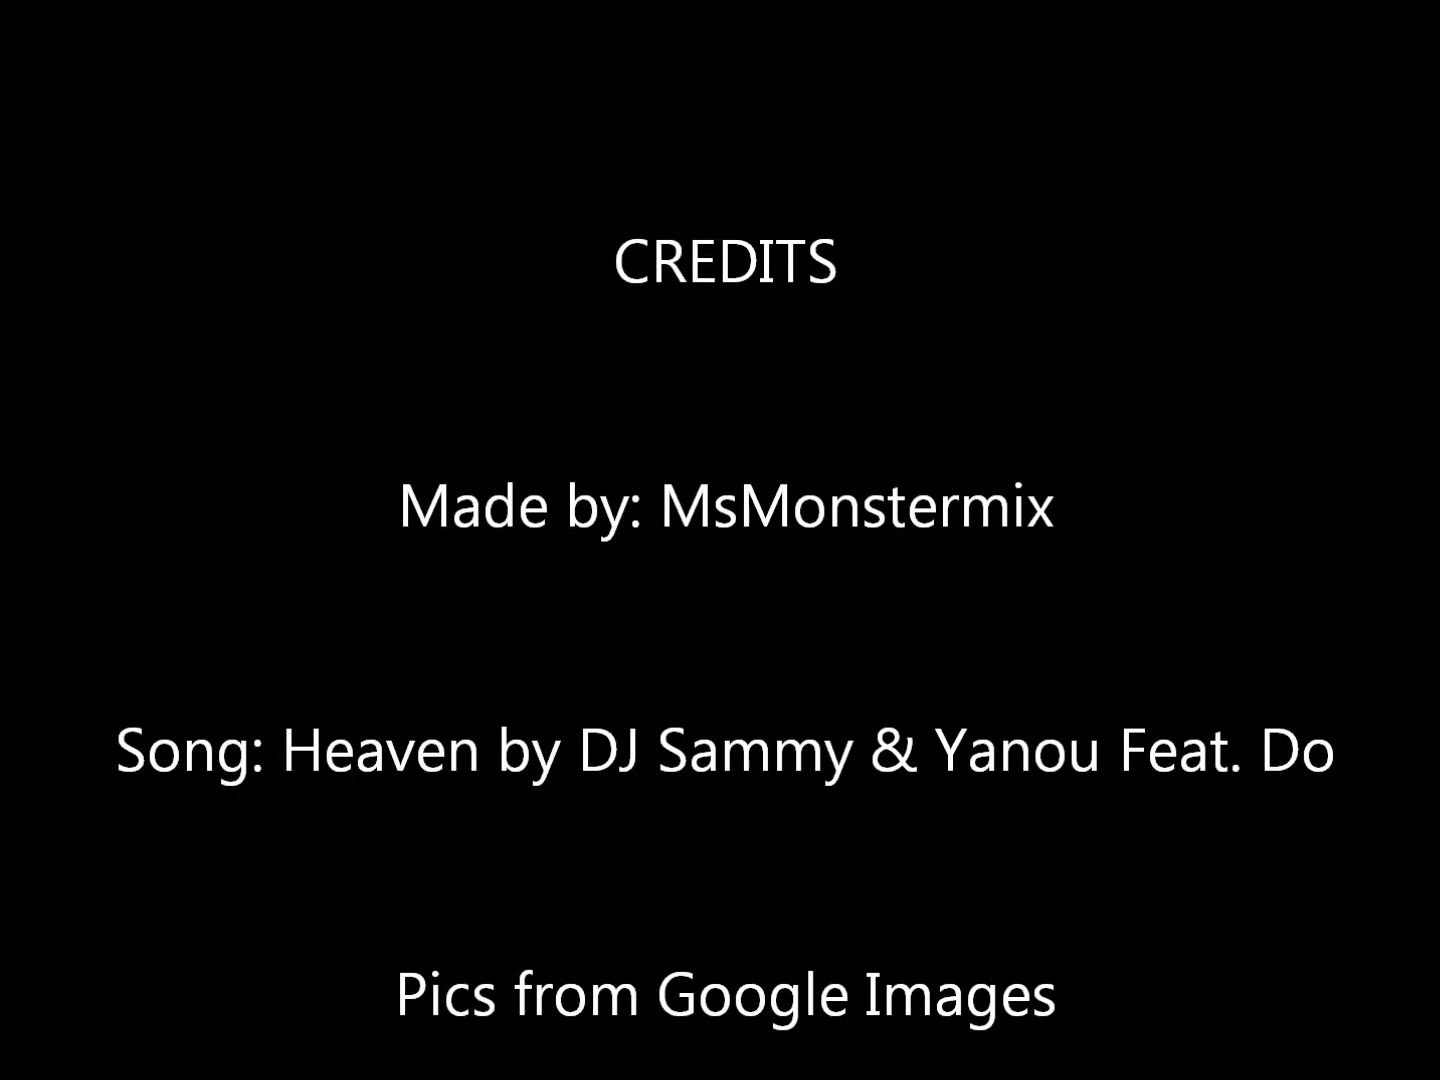 CREDITS
Made by: MsMonstermix
Song: Heaven by DJ Sammy & Yanou Feat. Do
Pics from Google Images